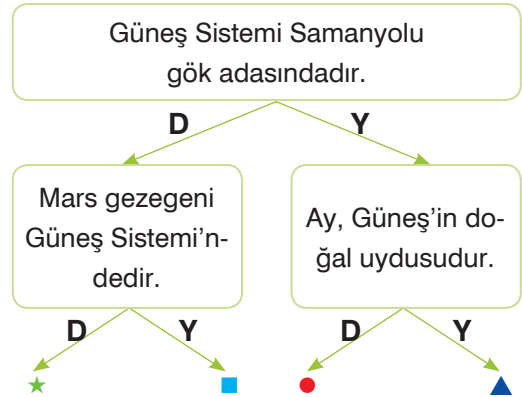 Güneş Sistemi Samanyolu
gök adasındadır.
D
Y
Mars gezegeni
Güneş Sistemi'n-
dedir.
Ay, Güneş'in do-
ğal uydusudur.
D
Y
D
Y